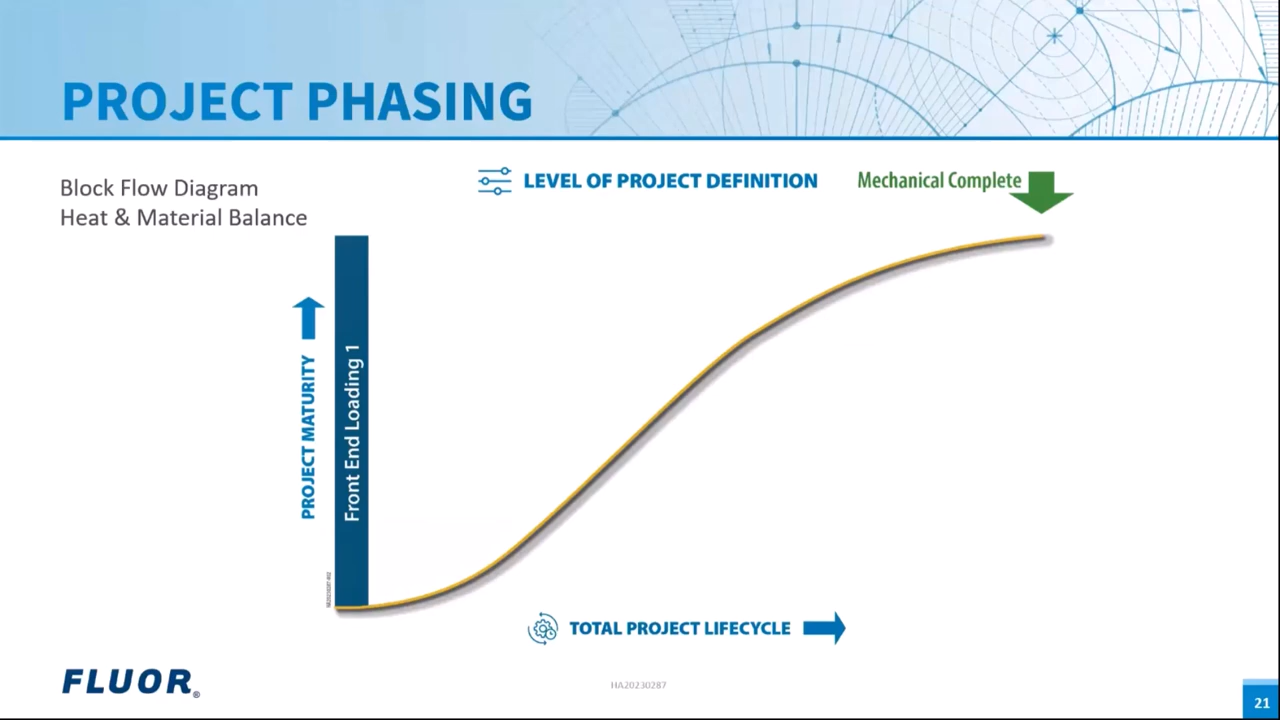 PROJECT PHASING
Block Flow Diagram
Heat & Material Balance
LEVEL OF PROJECT DEFINITION
Mechanical Complete
PROJECT MATURITY
Front End Loading 1
TOTAL PROJECT LIFECYCLE
FLUOR®
HA20230287
21